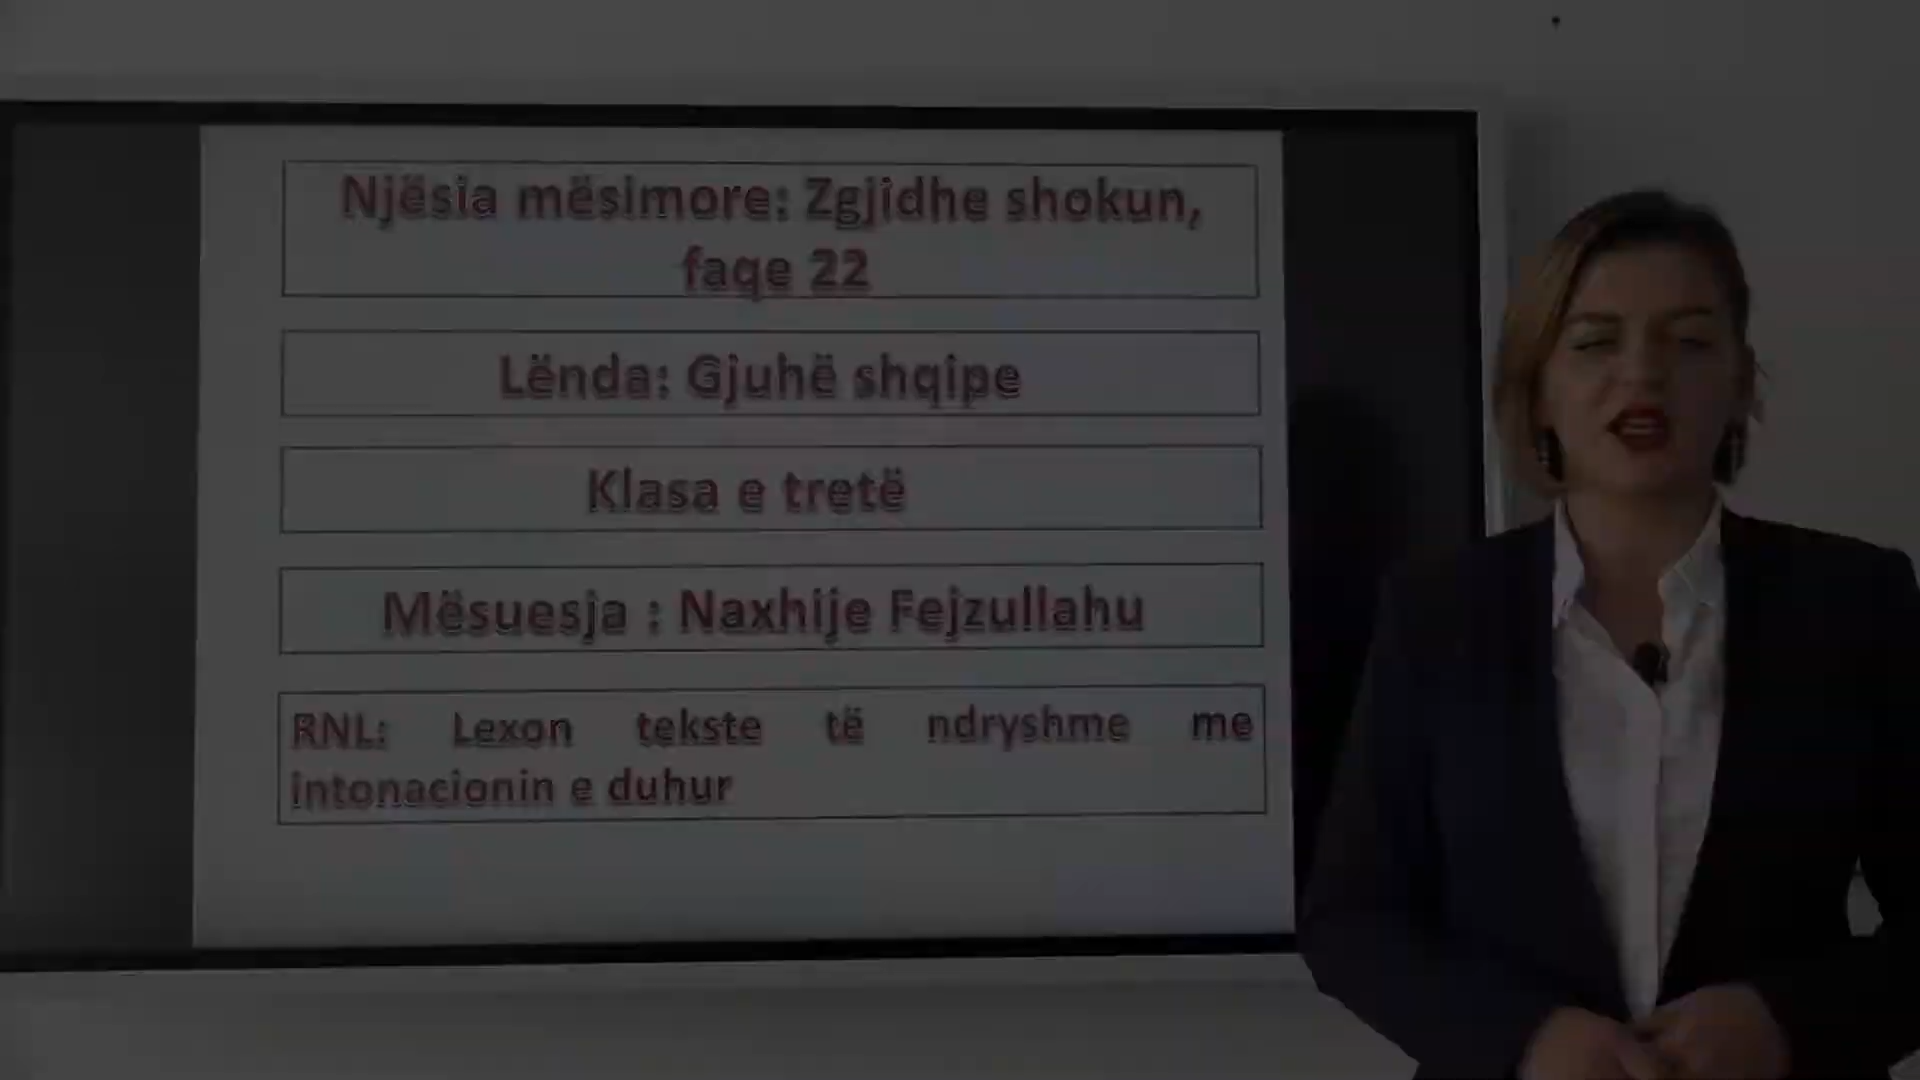 Njësia mësimore: Zgjidhe shokun,
faqe 22
Lënda: Gjuhë shqipe
Klasa e tretë
Mësuesja : Naxhije Fejzullahu
RNL: Lexon tekste të ndryshme me
intonacionin e duhur